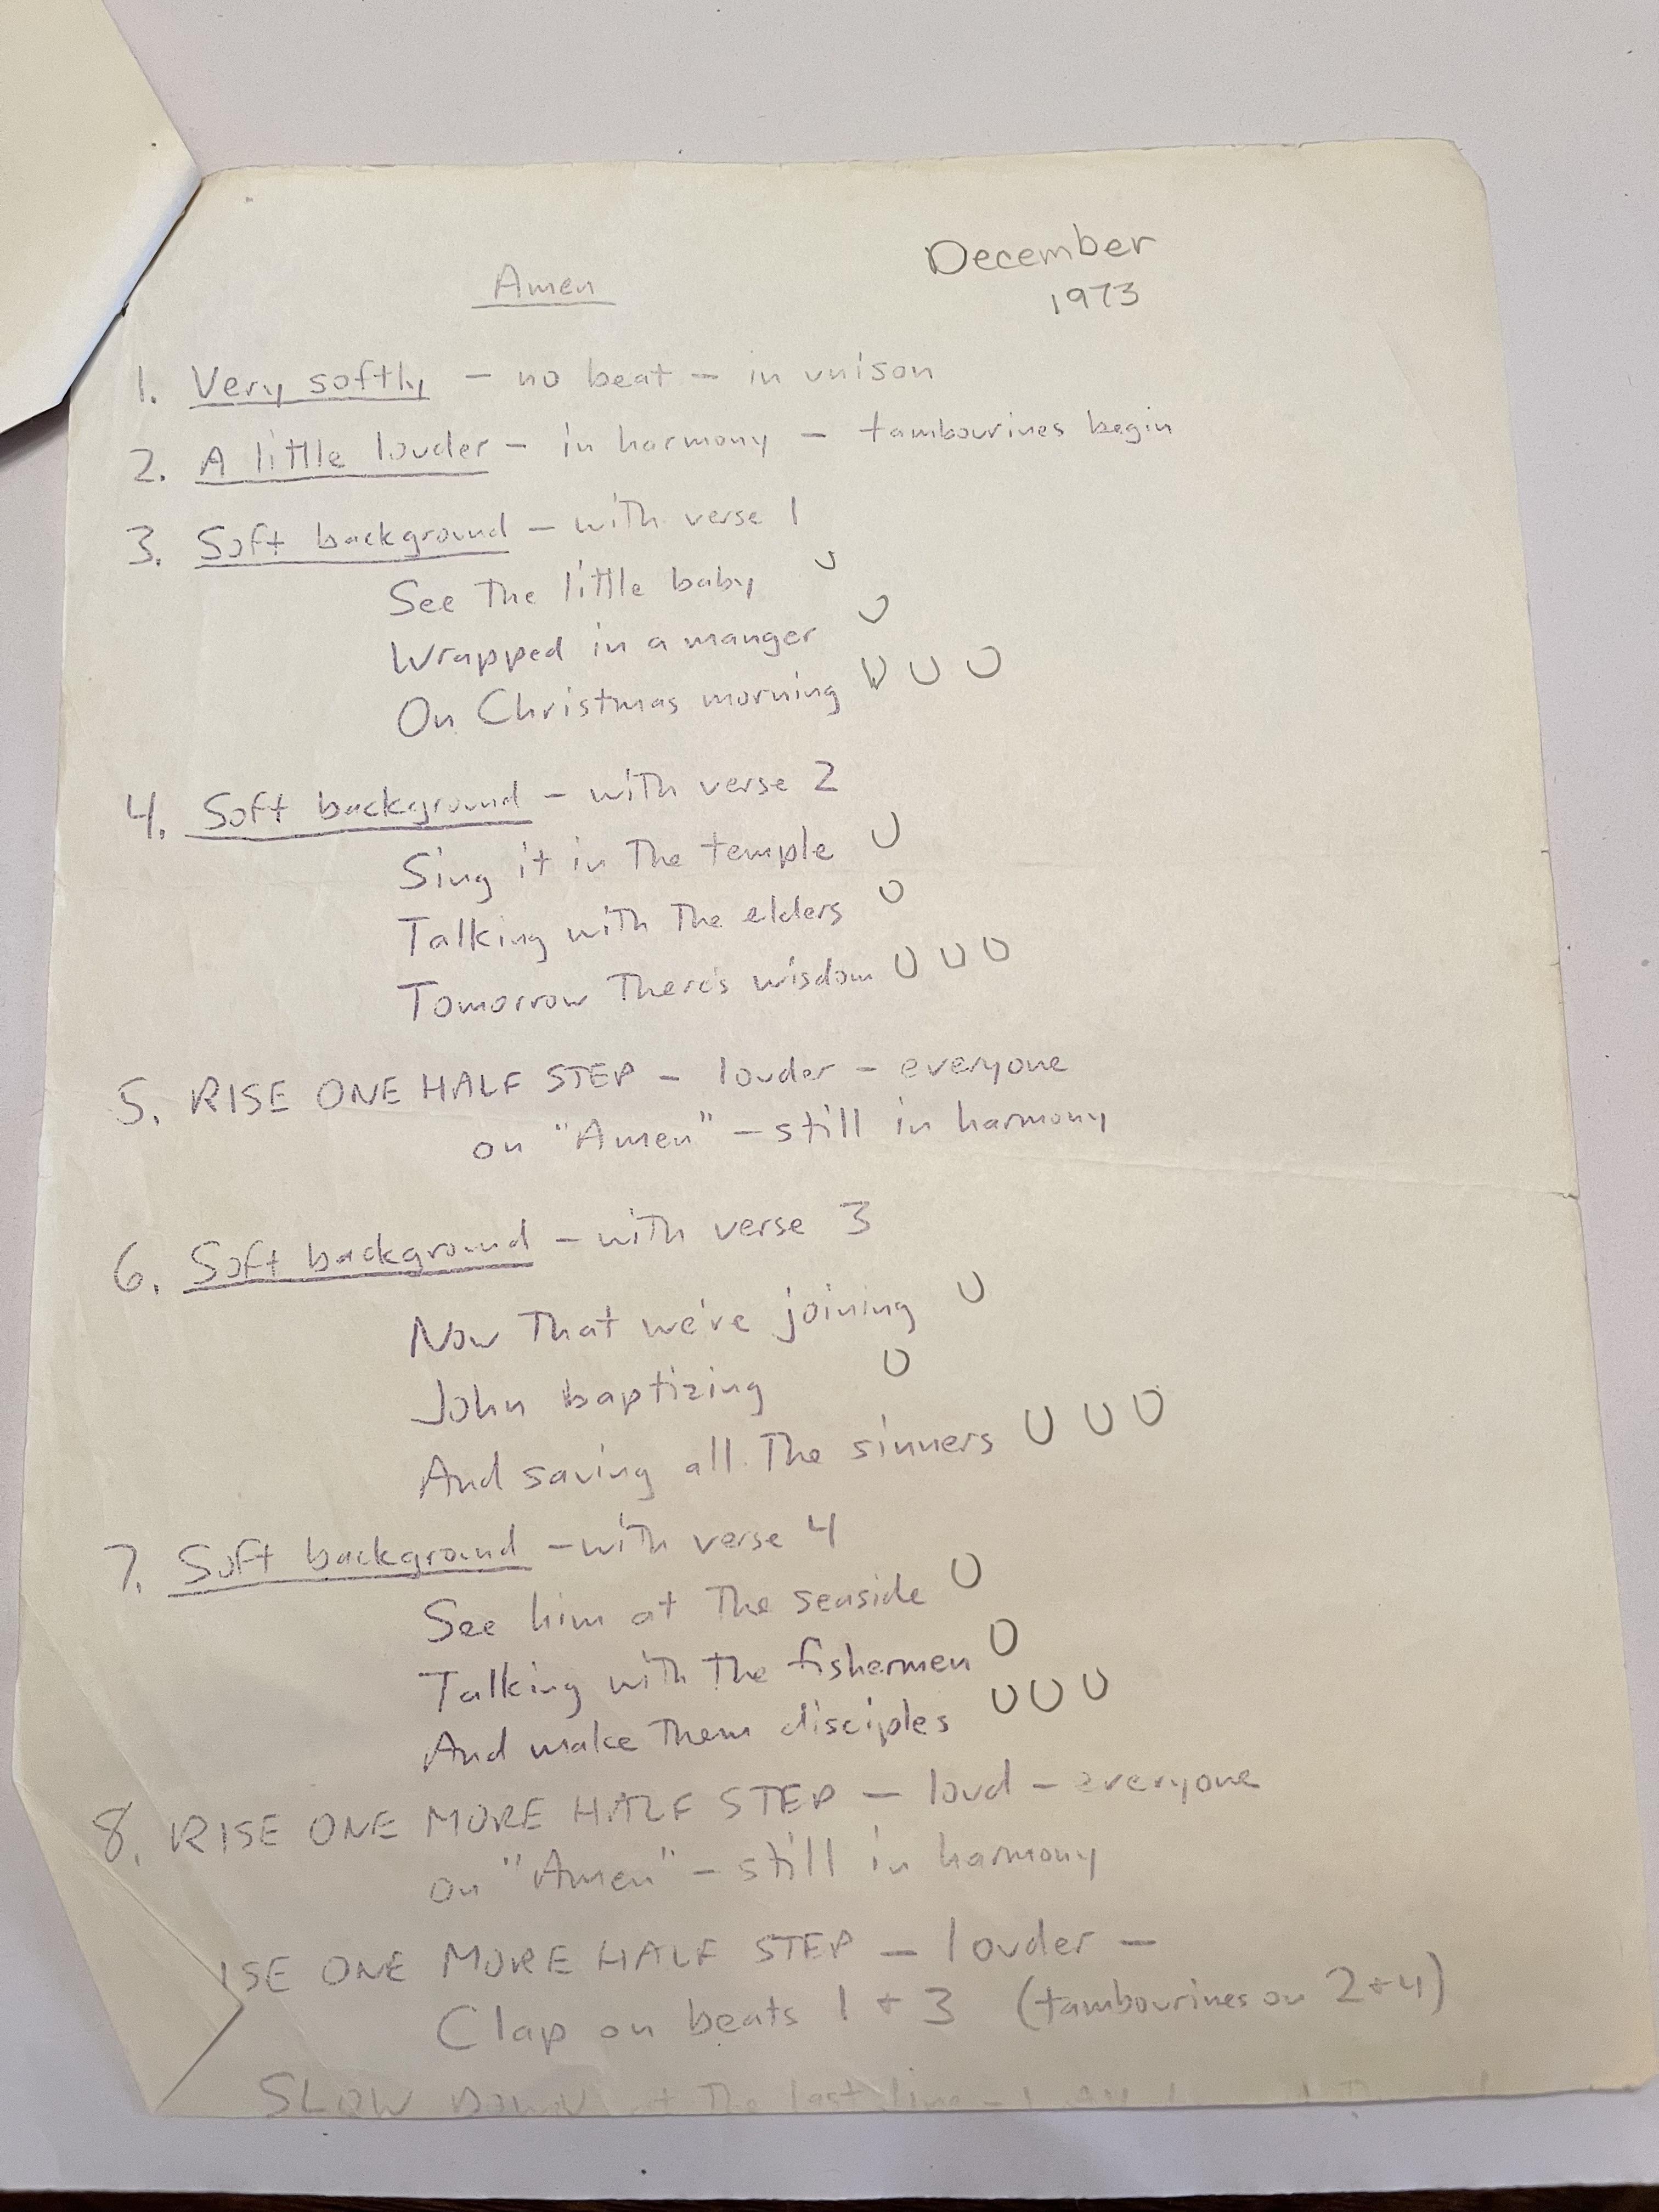 Amen
December
1973
1. Very softly - no beat - in unison
2. A little louder - in harmony - tambourines begin
3. Soft background - with verse 1
See the little baby
Wrapped in a manger
On Christmas morning
4. Soft background - with verse 2
Sing it in the temple
Talking with the elders
Tomorrow there's wisdom
5. RISE ONE HALF STEP - louder - everyone
on "Amen" - still in harmony
6. Soft background - with verse 3
Now that we're joining
John baptizing
And saving all the sinners
7. Soft background - with verse 4
See him at the seaside
Talking with the fishermen
And make them disciples
8. RISE ONE MORE HALF STEP - loud - everyone
on "Amen" - still in harmony
ISE ONE MORE HALF STEP - louder -
Clap on beats 1 + 3 (tambourines on 2+4)
SLOW DOWN at the last line -